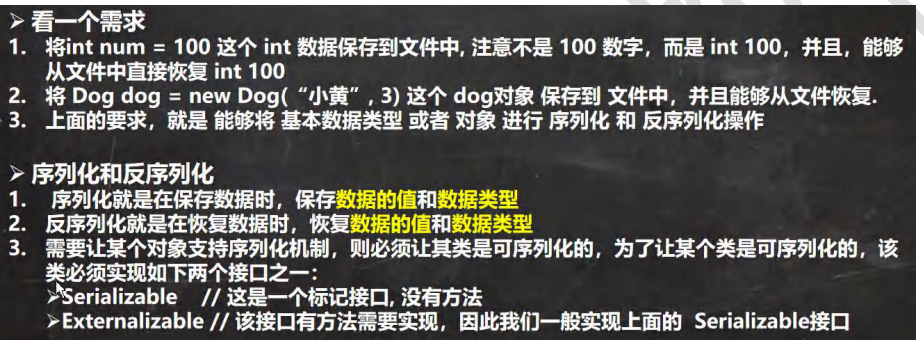 ➢ 看一个需求
1. 将int num = 100 这个 int 数据保存到文件中, 注意不是 100 数字，而是 int 100，并且，能够
从文件中直接恢复 int 100
2. 将 Dog dog = new Dog(“小黄”, 3) 这个 dog对象 保存到 文件中，并且能够从文件恢复.
3. 上面的要求，就是 能够将 基本数据类型 或者 对象 进行 序列化 和 反序列化操作
➢ 序列化和反序列化
1. 序列化就是在保存数据时，保存数据的值和数据类型
2. 反序列化就是在恢复数据时，恢复数据的值和数据类型
3. 需要让某个对象支持序列化机制，则必须让其类是可序列化的，为了让某个类是可序列化的，该
类必须实现如下两个接口之一：
➢Serializable // 这是一个标记接口, 没有方法
➢Externalizable // 该接口有方法需要实现，因此我们一般实现上面的 Serializable接口